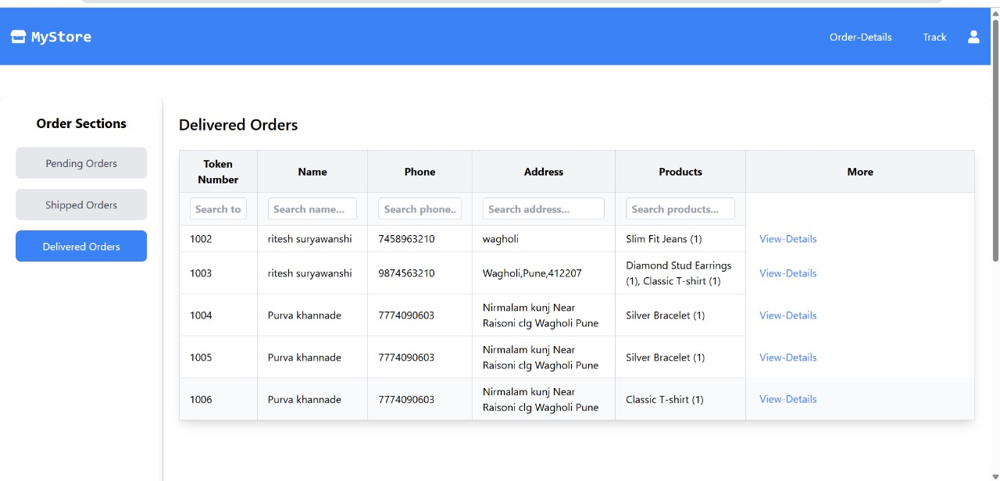 MyStore
Order-Details
Track
Order Sections
Pending Orders
Shipped Orders
Delivered Orders
Delivered Orders
Token Number
Name
Phone
Address
Products
More
Search to
Search name...
Search phone..
Search address...
Search products...
1002
ritesh suryawanshi
7458963210
wagholi
Slim Fit Jeans (1)
View-Details
1003
ritesh suryawanshi
9874563210
Wagholi,Pune,412207
Diamond Stud Earrings
(1), Classic T-shirt (1)
View-Details
1004
Purva khannade
7774090603
Nirmalam kunj Near
Raisoni clg Wagholi Pune
Silver Bracelet (1)
View-Details
1005
Purva khannade
7774090603
Nirmalam kunj Near
Raisoni clg Wagholi Pune
Silver Bracelet (1)
View-Details
1006
Purva khannade
7774090603
Nirmalam kunj Near
Raisoni clg Wagholi Pune
Classic T-shirt (1)
View-Details